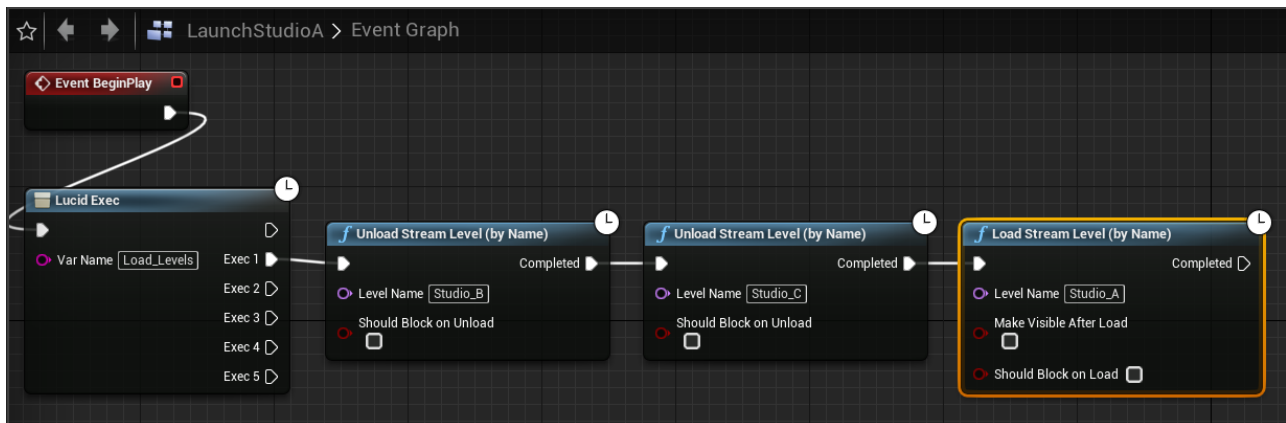 LaunchStudioA > Event Graph
Event BeginPlay
Lucid Exec
Var Name Load_Levels Exec 1
Exec 2
Exec 3
Exec 4
Exec 5
f Unload Stream Level (by Name)
Completed
Level Name Studio_B
Should Block on Unload
f Unload Stream Level (by Name)
Completed
Level Name Studio_C
Should Block on Unload
f Load Stream Level (by Name)
Completed
Level Name Studio_A
Make Visible After Load
Should Block on Load